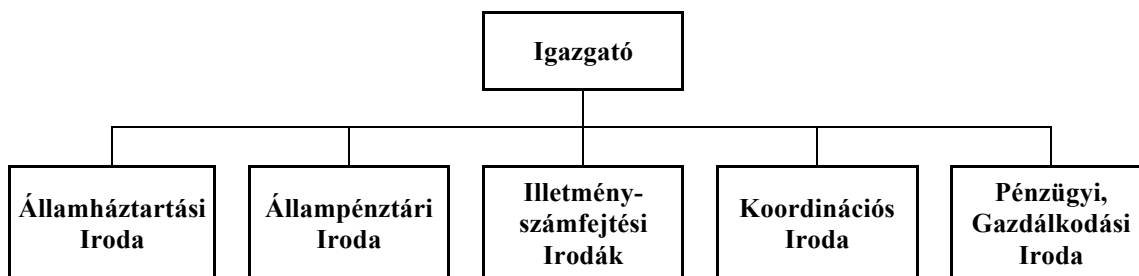 Igazgató
Államháztartási
Iroda
Állampénztári
Iroda
Illetmény-
számfejtési
Irodák
Koordinációs
Iroda
Pénzügyi,
Gazdálkodási
Iroda